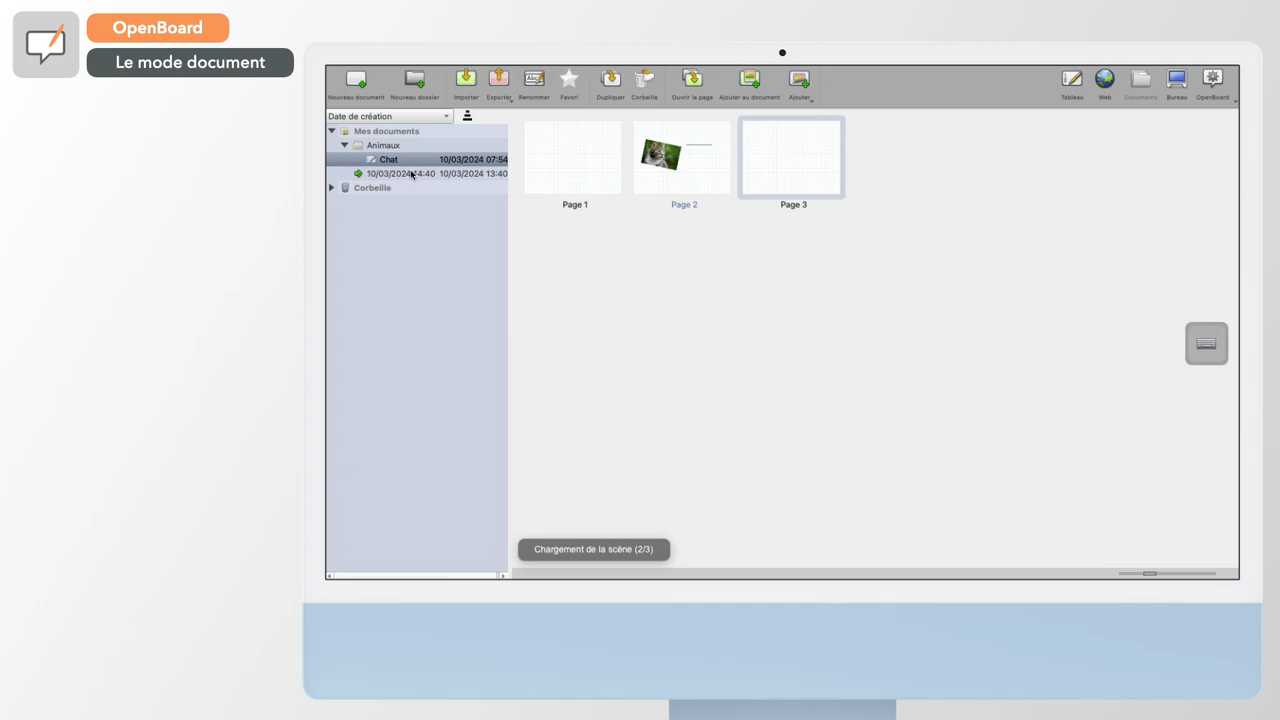 OpenBoard
Le mode document
Nouveau document Nouveau dossier Importer Exporter Renommer Favori Dupliquer Corbeille Ouvrir la page Ajouter au document Ajouter Tableau Web Documents Bureau OpenBoard
Date de création
Mes documents
Animaux
Chat 10/03/2024 07:54
10/03/2024 14:40 10/03/2024 13:40
Corbeille
Page 1 Page 2 Page 3
Chargement de la scène (2/3)